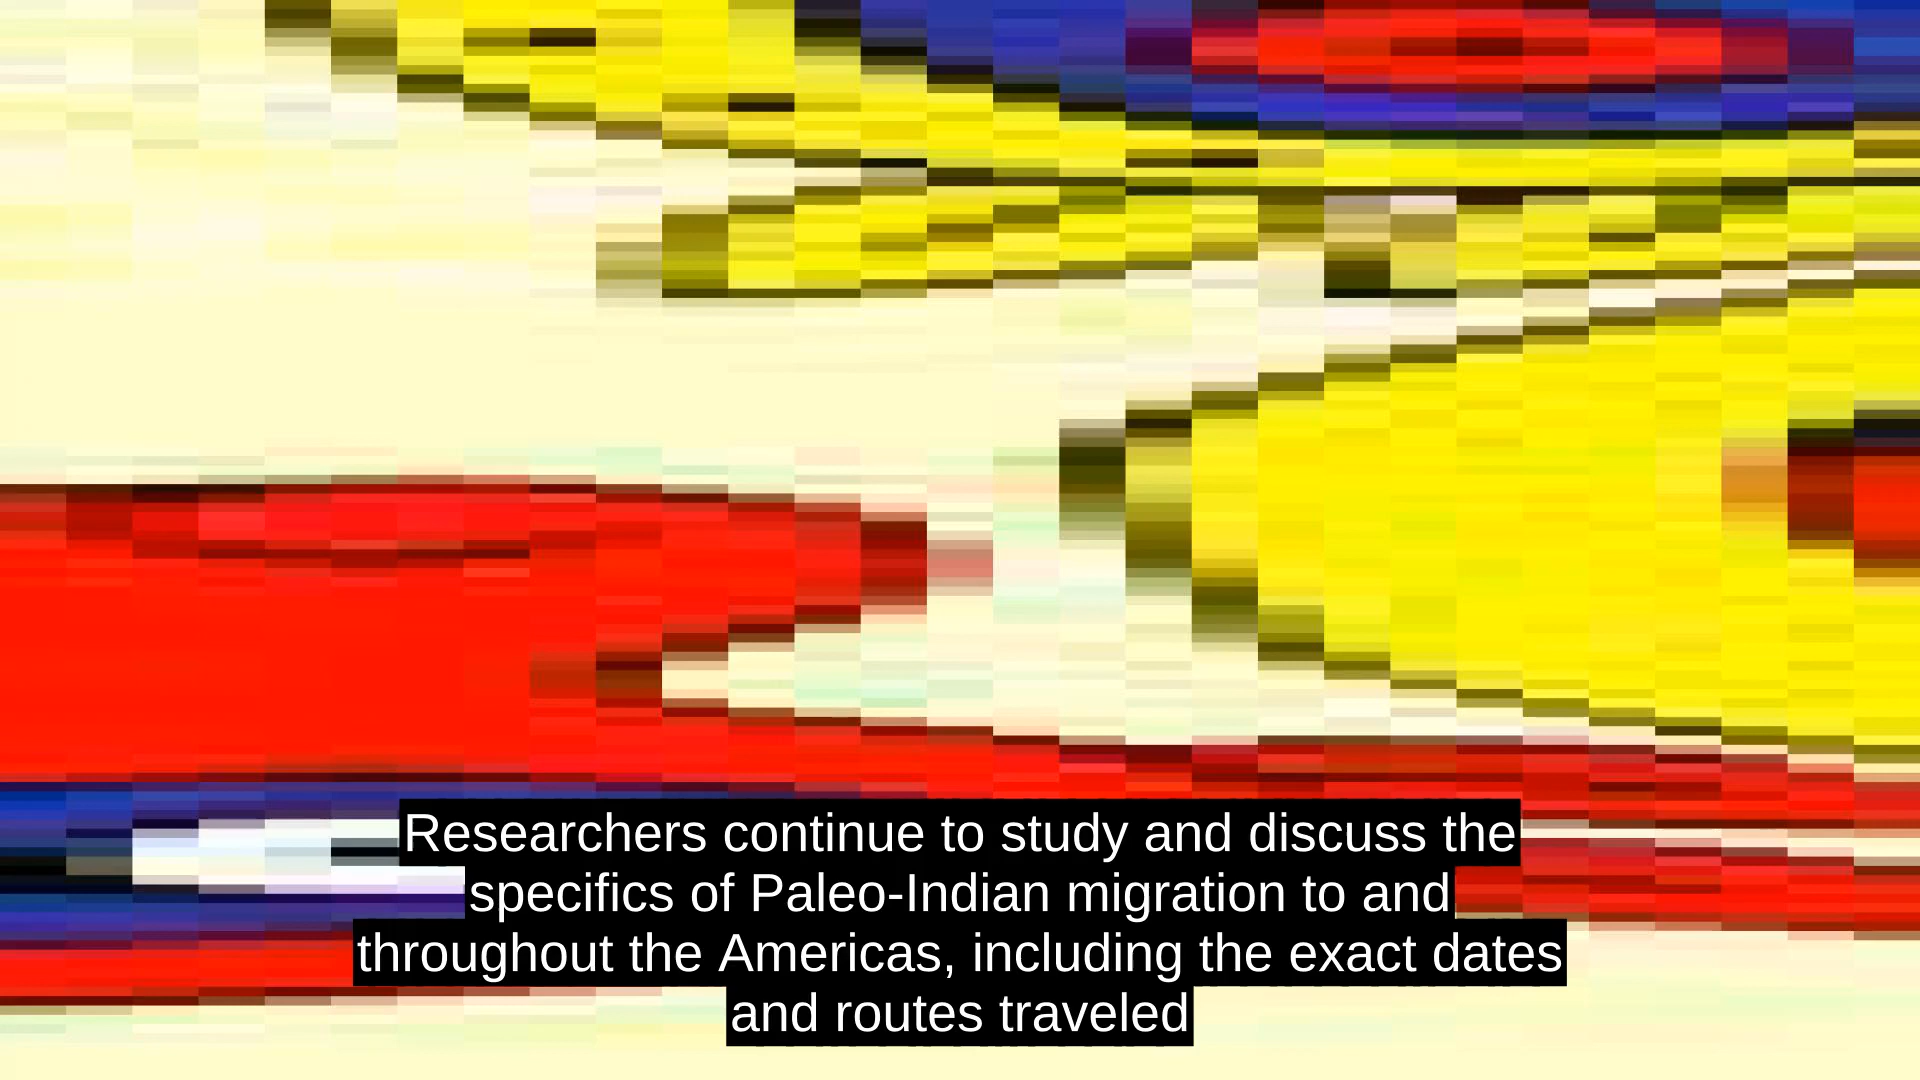 Researchers continue to study and discuss the
specifics of Paleo-Indian migration to and
throughout the Americas, including the exact dates
and routes traveled